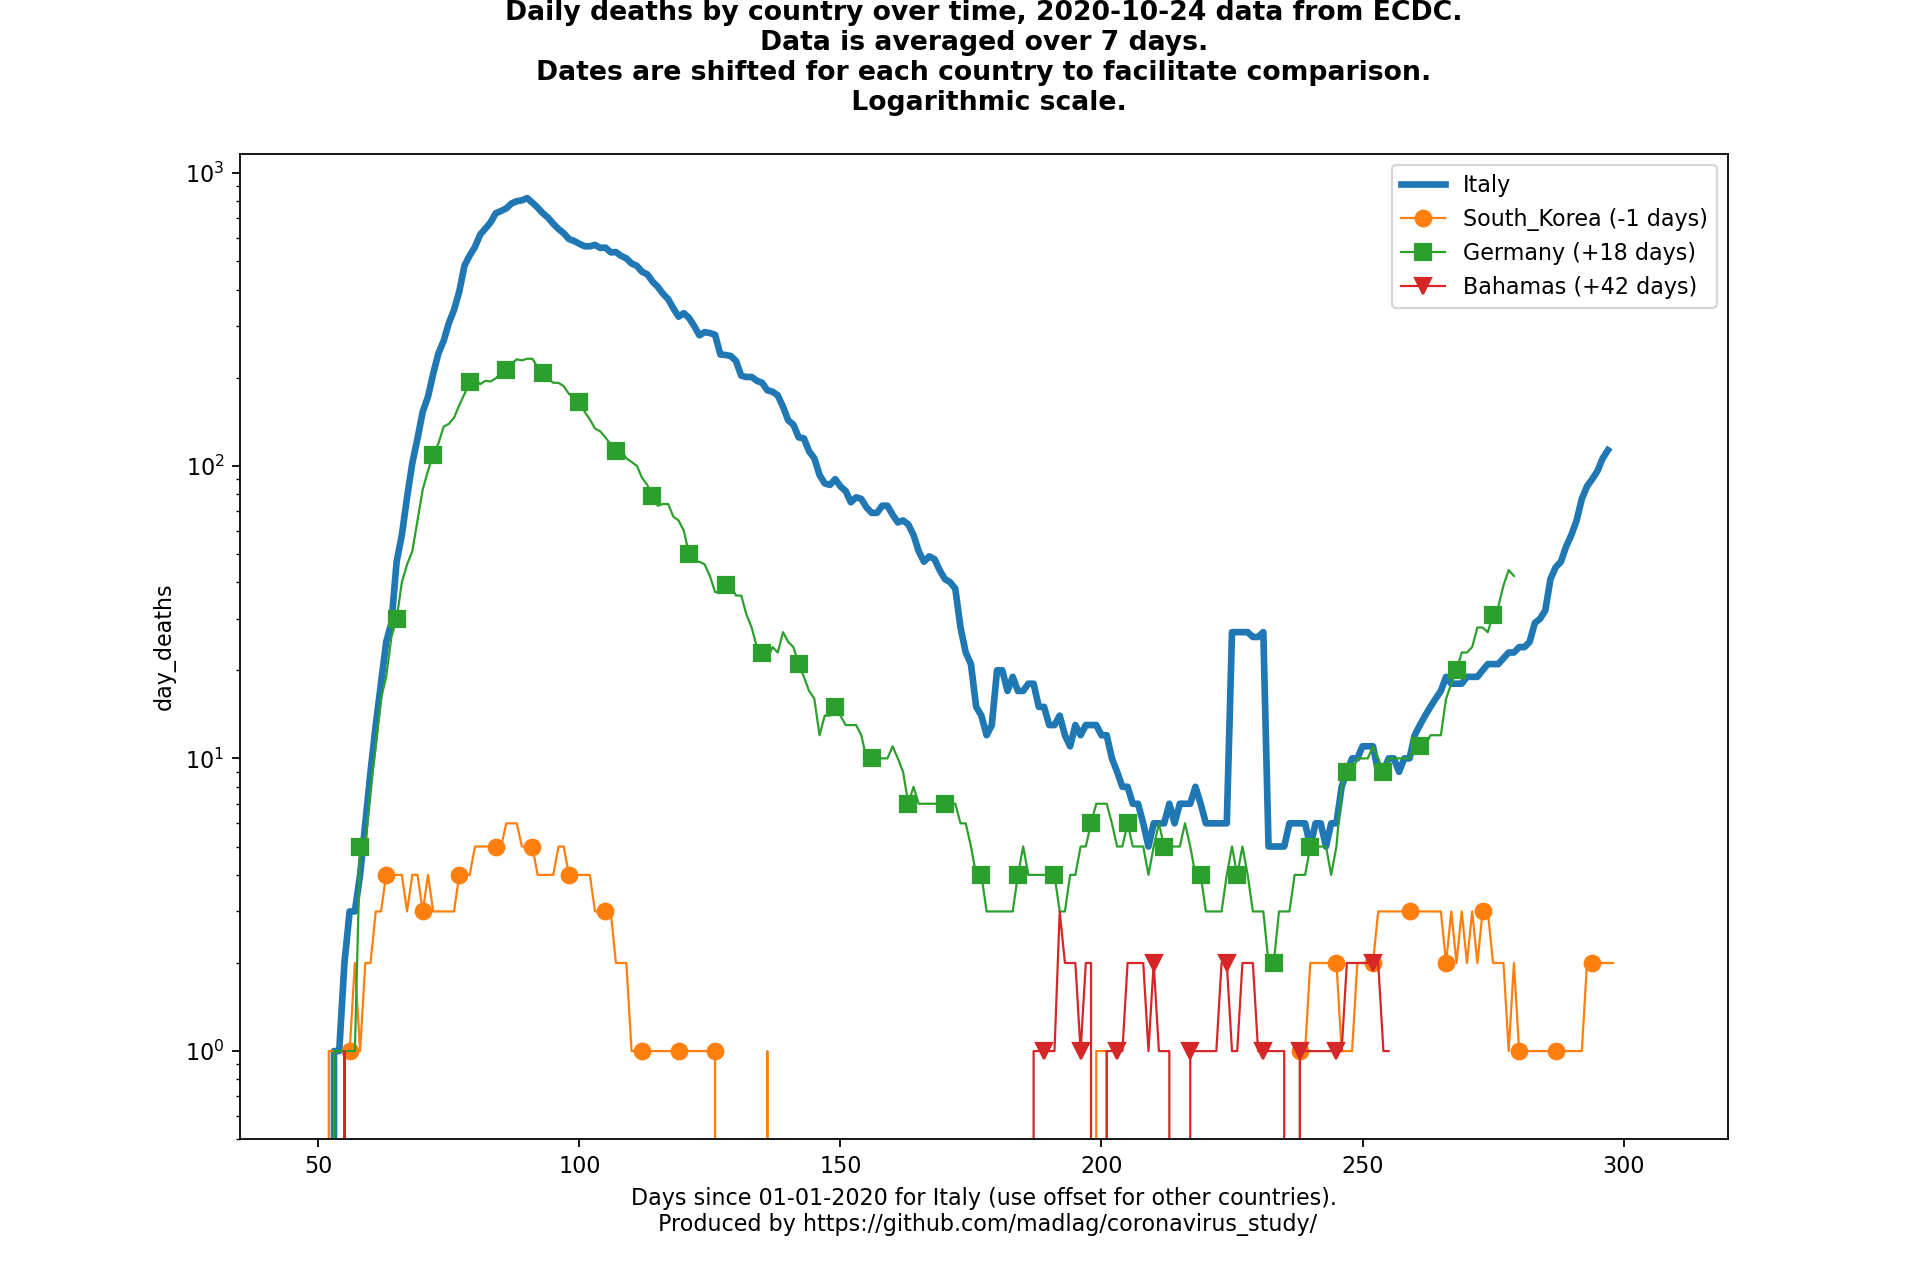 Daily deaths by country over time, 2020-10-24 data from ECDC.
Data is averaged over 7 days.
Dates are shifted for each country to facilitate comparison.
Logarithmic scale.
10³
10²
10¹
10⁰
day_deaths
Italy
South_Korea (-1 days)
Germany (+18 days)
Bahamas (+42 days)
50 100 150 200 250 300
Days since 01-01-2020 for Italy (use offset for other countries).
Produced by https://github.com/madlag/coronavirus_study/